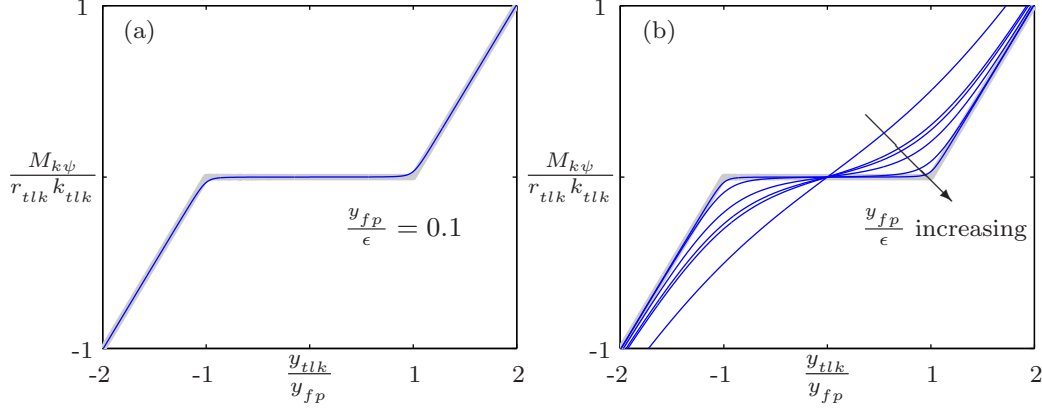 1
(a)
M_{kψ}
r_{tlk} k_{tlk}
y_{fp}
ϵ = 0.1
-1
-2
-1
y_{tlk}
y_{fp}
1
2
1
(b)
M_{kψ}
r_{tlk} k_{tlk}
y_{fp}
ϵ increasing
-1
-2
-1
y_{tlk}
y_{fp}
1
2